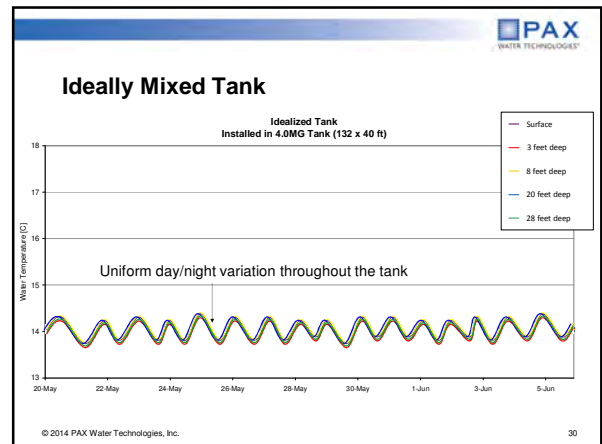 PAX
WATER TECHNOLOGIES
Ideally Mixed Tank
Idealized Tank
Installed in 4.0MG Tank (132 x 40 ft)
Surface
3 feet deep
8 feet deep
20 feet deep
28 feet deep
Water Temperature [C]
18
17
16
15
14
13
Uniform day/night variation throughout the tank
20-May 22-May 24-May 26-May 28-May 30-May 1-Jun 3-Jun 5-Jun
© 2014 PAX Water Technologies, Inc. 30